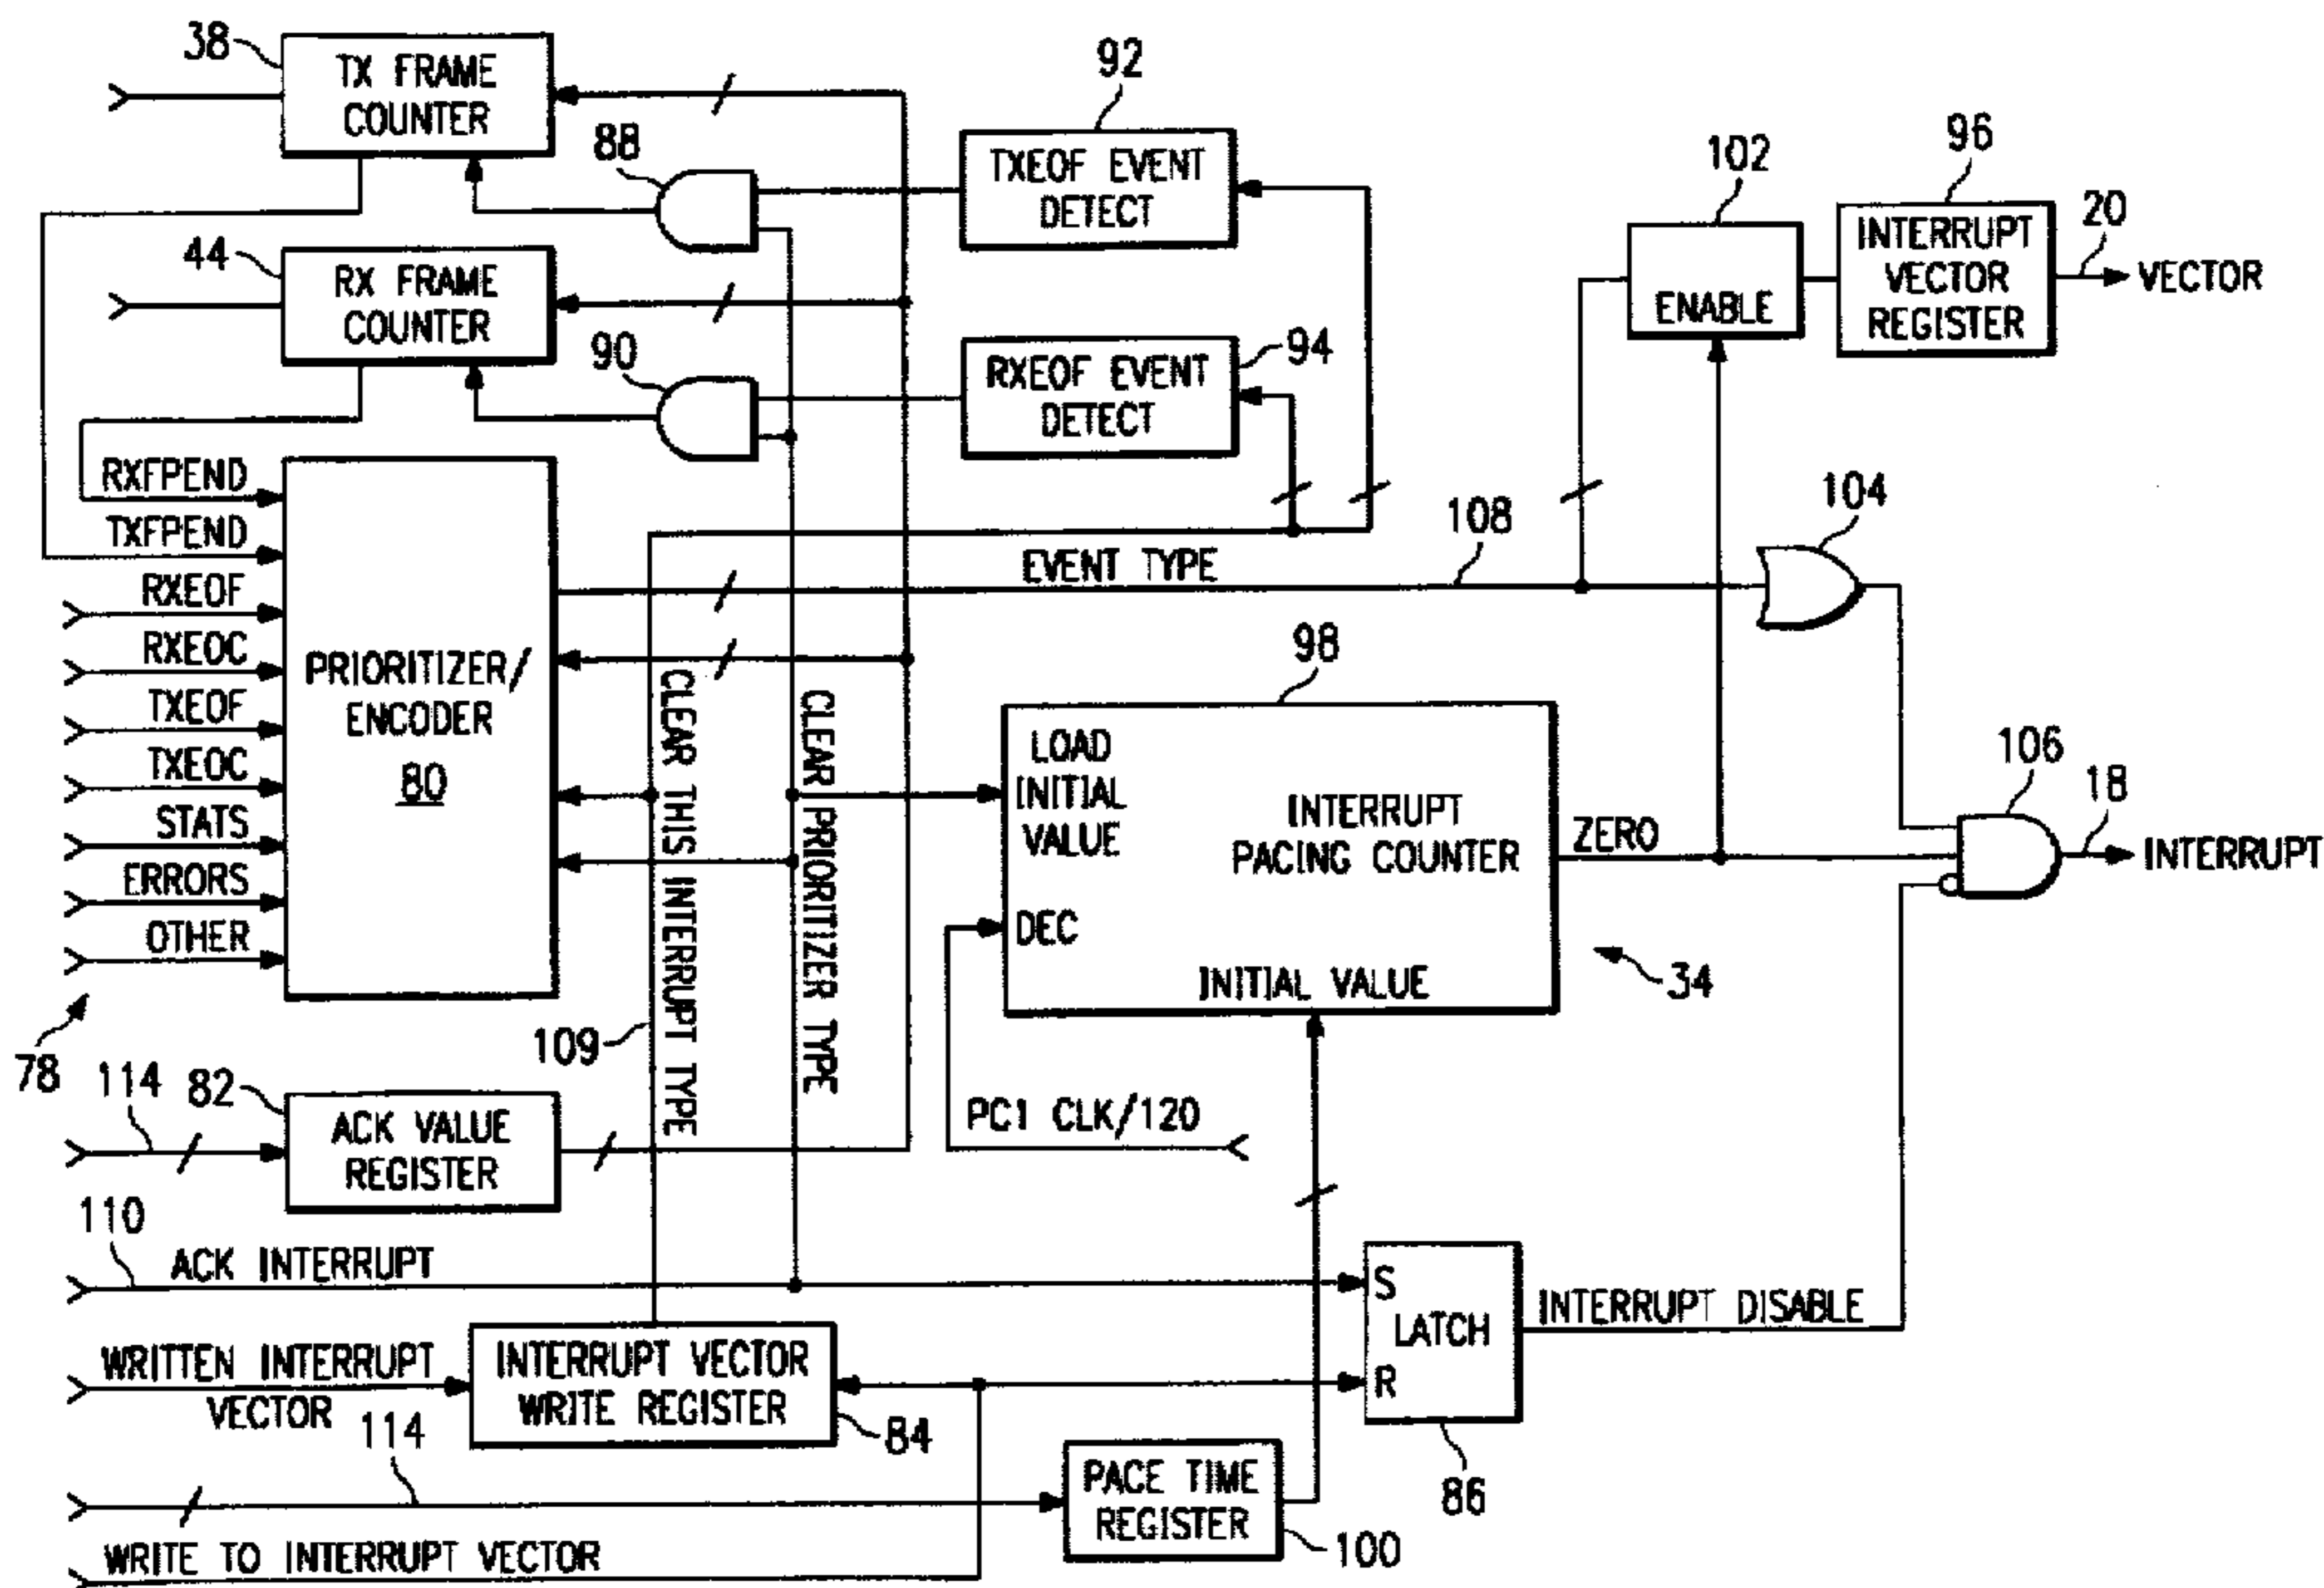 38
TX FRAME
COUNTER
92
TXEOF EVENT
DETECT
88
102
ENABLE
96
INTERRUPT
VECTOR
REGISTER
20
VECTOR
44
RX FRAME
COUNTER
90
RXEOF EVENT
DETECT
94
RXFPEND
TXFPEND
RXEOF
RXEOC
TXEOF
TXEOC
STATS
ERRORS
OTHER
78
PRIORITIZER/
ENCODER
80
EVENT TYPE
108
104
CLEAR THIS INTERRUPT TYPE
109
CLEAR PRIORITIZER TYPE
98
LOAD
INITIAL
VALUE
INTERRUPT
PACING COUNTER
DEC
INITIAL VALUE
ZERO
34
106
18
INTERRUPT
PC1 CLK/120
114
82
ACK VALUE
REGISTER
110
ACK INTERRUPT
S
LATCH
R
86
INTERRUPT DISABLE
WRITTEN INTERRUPT
VECTOR
INTERRUPT VECTOR
WRITE REGISTER
84
114
PACE TIME
REGISTER
100
WRITE TO INTERRUPT VECTOR